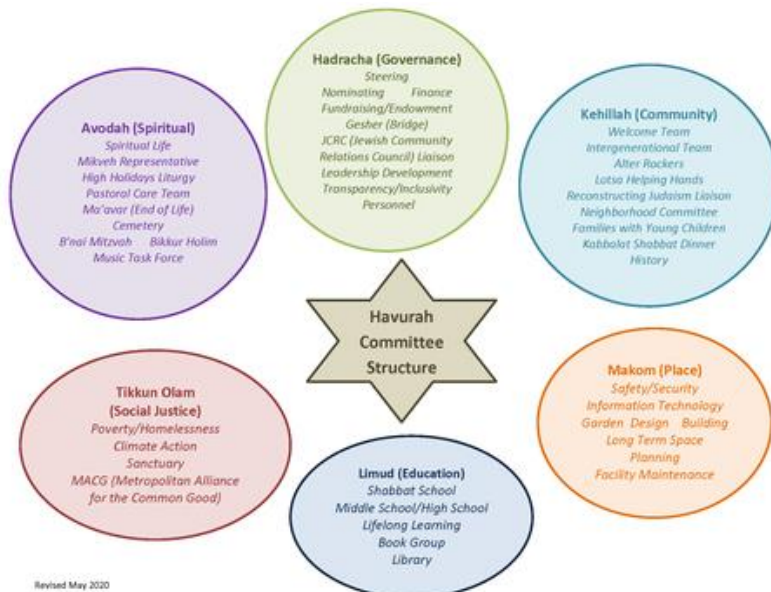 Hadracha (Governance)
Steering
Nominating Finance
Fundraising/Endowment
Gesher (Bridge)
JCRC (Jewish Community
Relations Council) Liaison
Leadership Development
Transparency/Inclusivity
Personnel
Avodah (Spiritual)
Spiritual Life
Mikveh Representative
High Holidays Liturgy
Pastoral Care Team
Ma'avar (End of Life)
Cemetery
B'nai Mitzvah Bikkur Holim
Music Task Force
Kehillah (Community)
Welcome Team
Intergenerational Team
Alter Rockers
Lotsa Helping Hands
Reconstructing Judaism Liaison
Neighborhood Committee
Families with Young Children
Kabbalat Shabbat Dinner
History
Havurah
Committee
Structure
Tikkun Olam
(Social Justice)
Poverty/Homelessness
Climate Action
Sanctuary
MACG (Metropolitan Alliance
for the Common Good)
Limud (Education)
Shabbat School
Middle School/High School
Lifelong Learning
Book Group
Library
Makom (Place)
Safety/Security
Information Technology
Garden Design Building
Long Term Space
Planning
Facility Maintenance
Revised May 2020